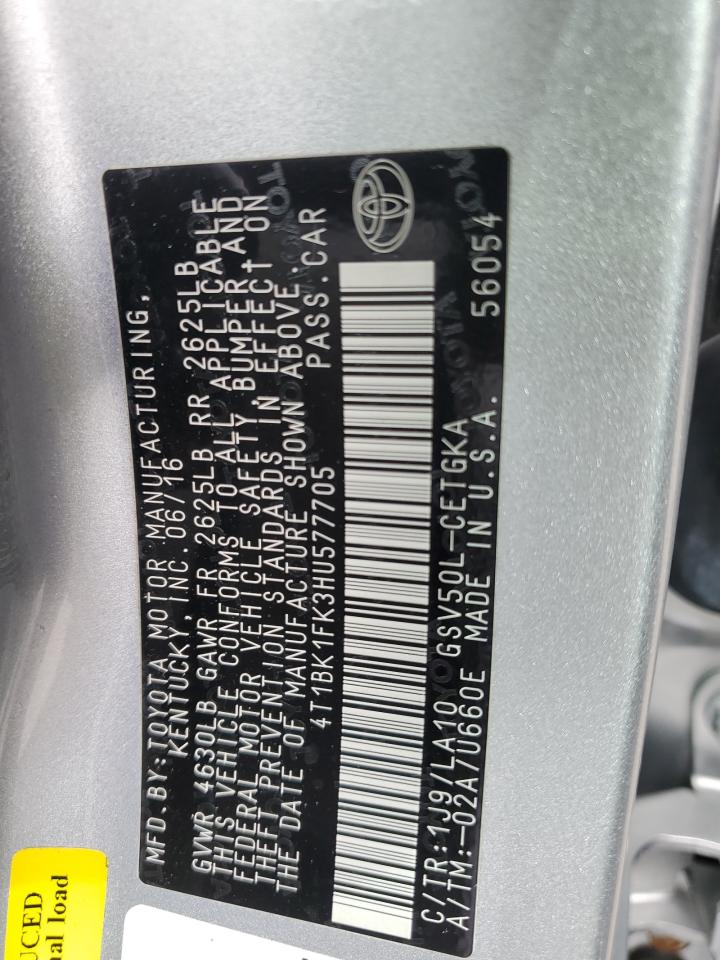 MFD.BY:TOYOTA MOTOR MANUFACTURING,
KENTUCKY, INC. 06/16
GVWR 4630LB GAWR FR 2625LB RR 2625LB
THIS VEHICLE CONFORMS TO ALL APPLICABLE
FEDERAL MOTOR VEHICLE SAFETY, BUMPER, AND
THEFT PREVENTION STANDARDS IN EFFECT ON
THE DATE OF MANUFACTURE SHOWN ABOVE.
4T1BK1FK3HU577705 PASS.CAR
C/TR:1J9/LA10 GSV50L-CETGKA
A/TM:-02A/U660E MADE IN U.S.A. 56054
UCED
nal load